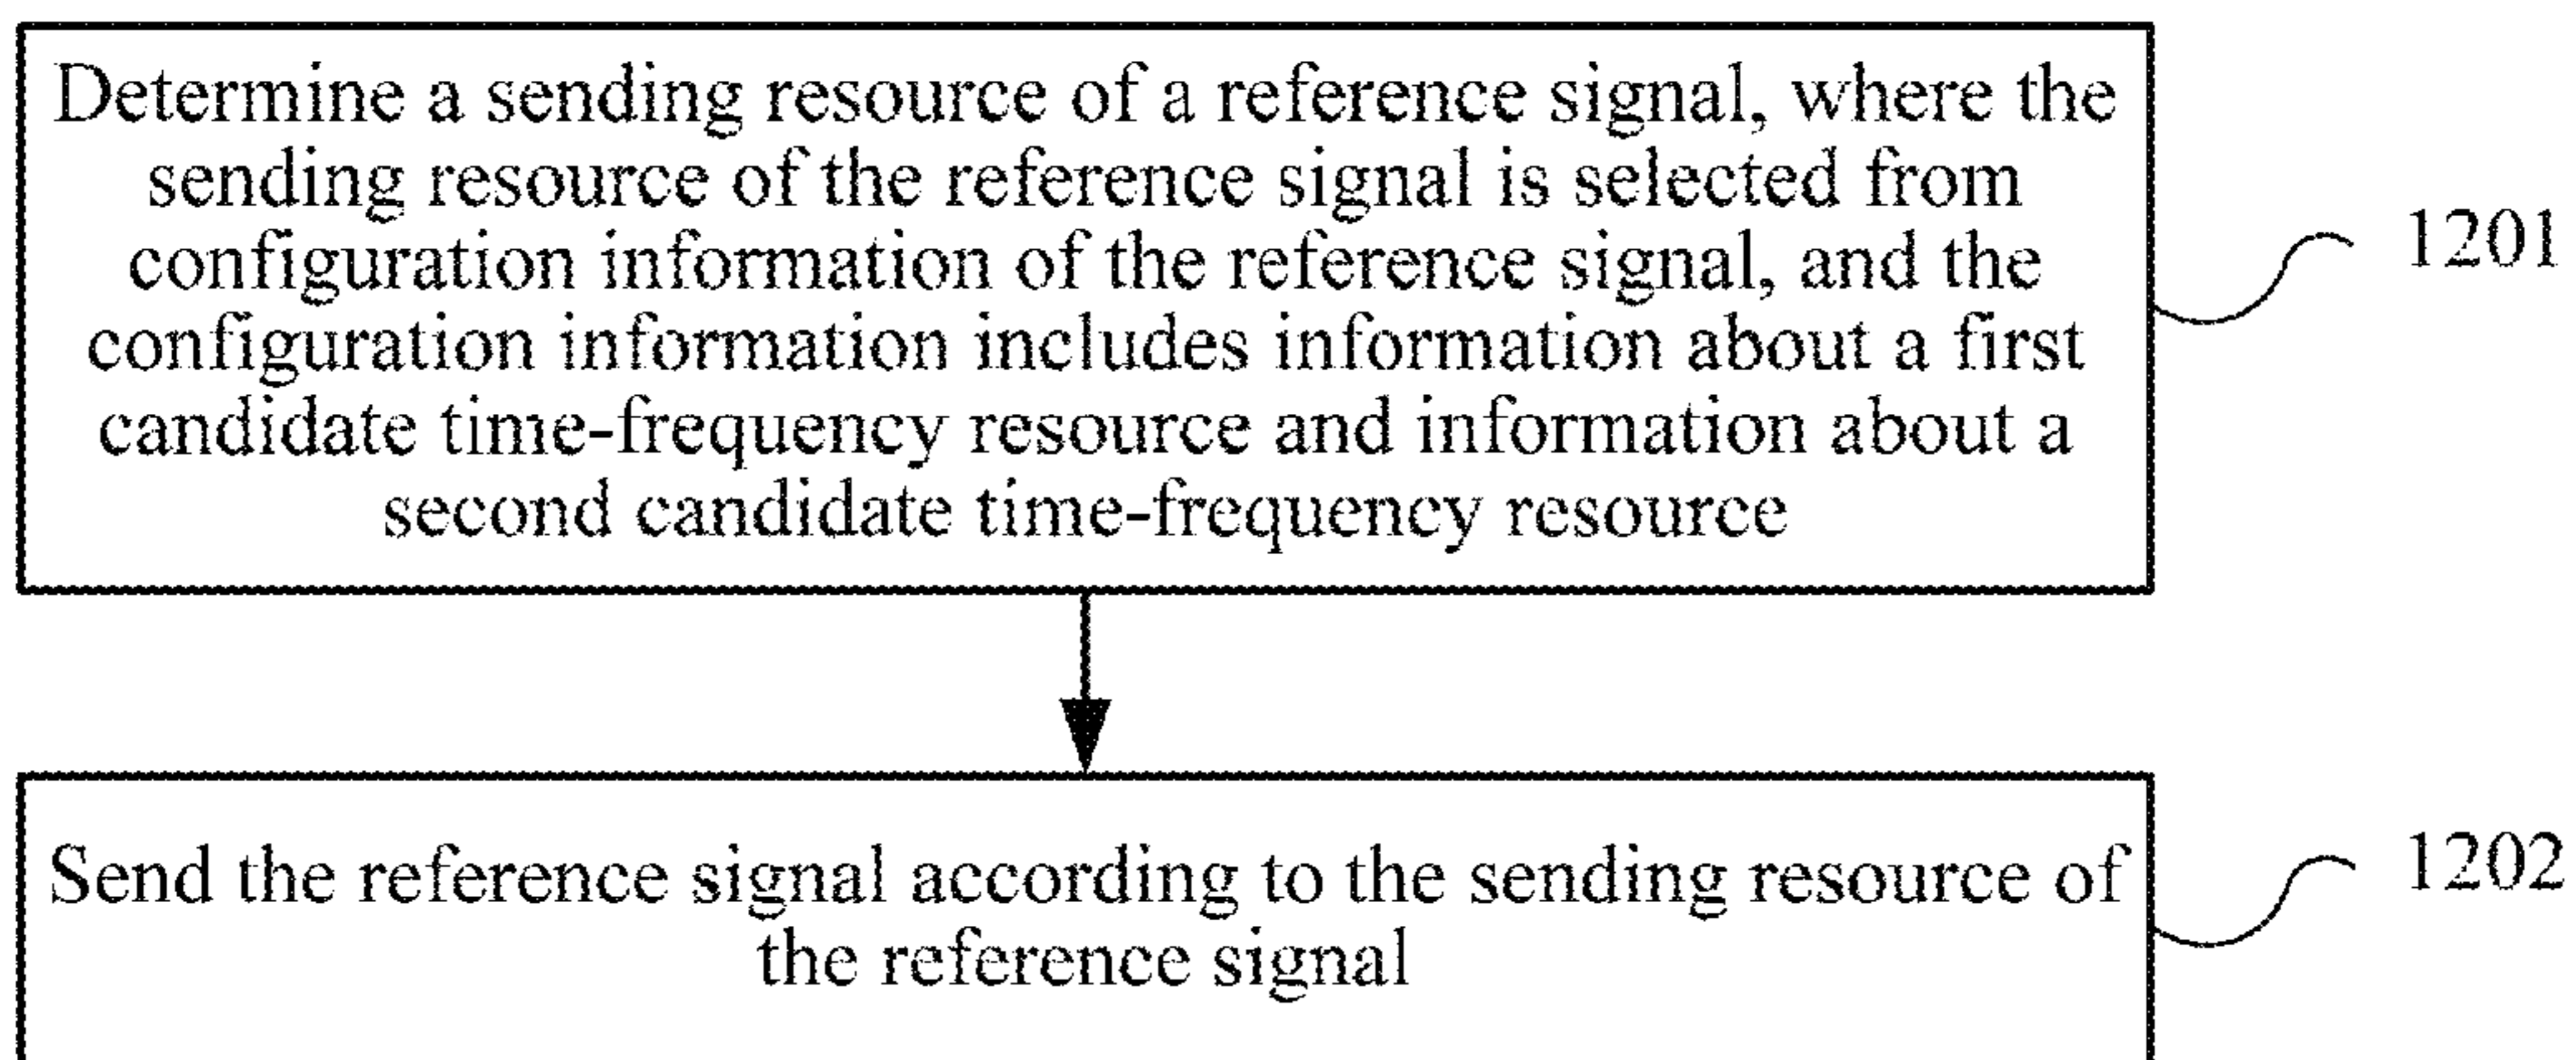 Determine a sending resource of a reference signal, where the
sending resource of the reference signal is selected from
configuration information of the reference signal, and the
configuration information includes information about a first
candidate time-frequency resource and information about a
second candidate time-frequency resource
1201
Send the reference signal according to the sending resource of
the reference signal
1202